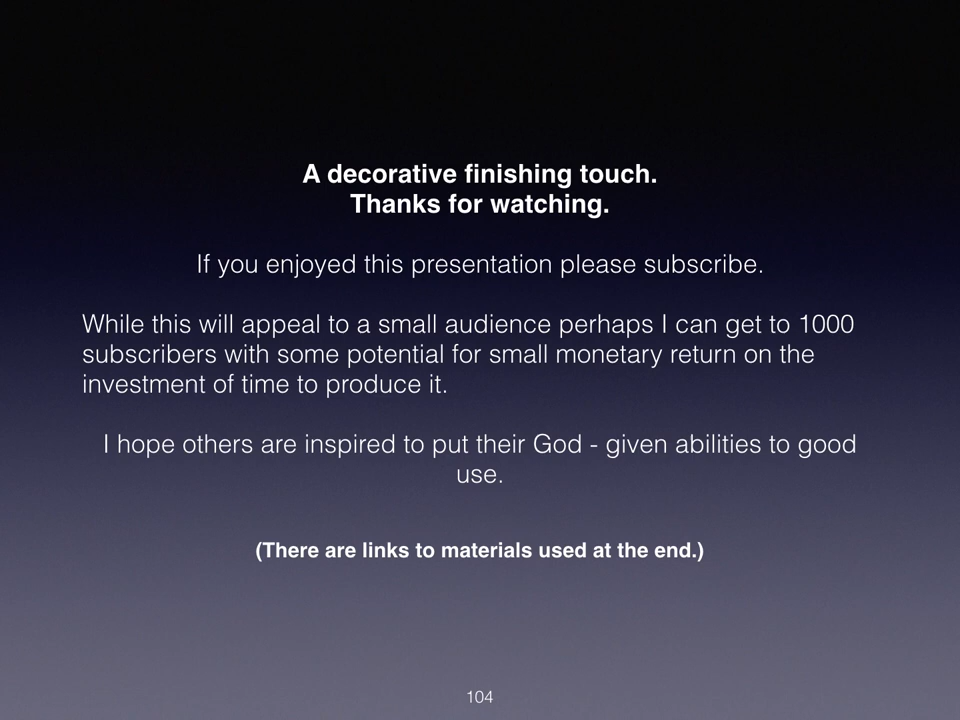 A decorative finishing touch.
Thanks for watching.
If you enjoyed this presentation please subscribe.
While this will appeal to a small audience perhaps I can get to 1000
subscribers with some potential for small monetary return on the
investment of time to produce it.
I hope others are inspired to put their God - given abilities to good
use.
(There are links to materials used at the end.)
104